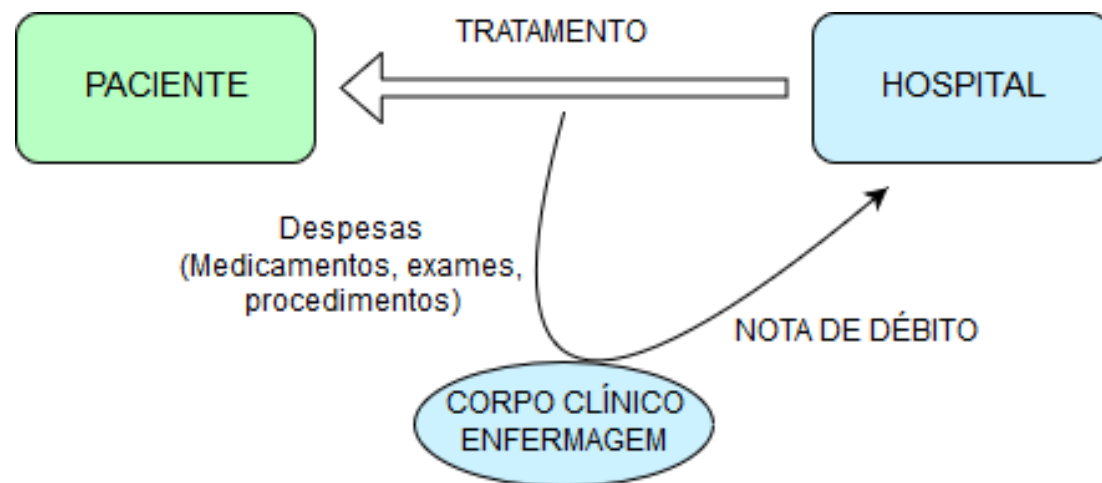 TRATAMENTO
PACIENTE
HOSPITAL
Despesas
(Medicamentos, exames,
procedimentos)
NOTA DE DÉBITO
CORPO CLÍNICO
ENFERMAGEM